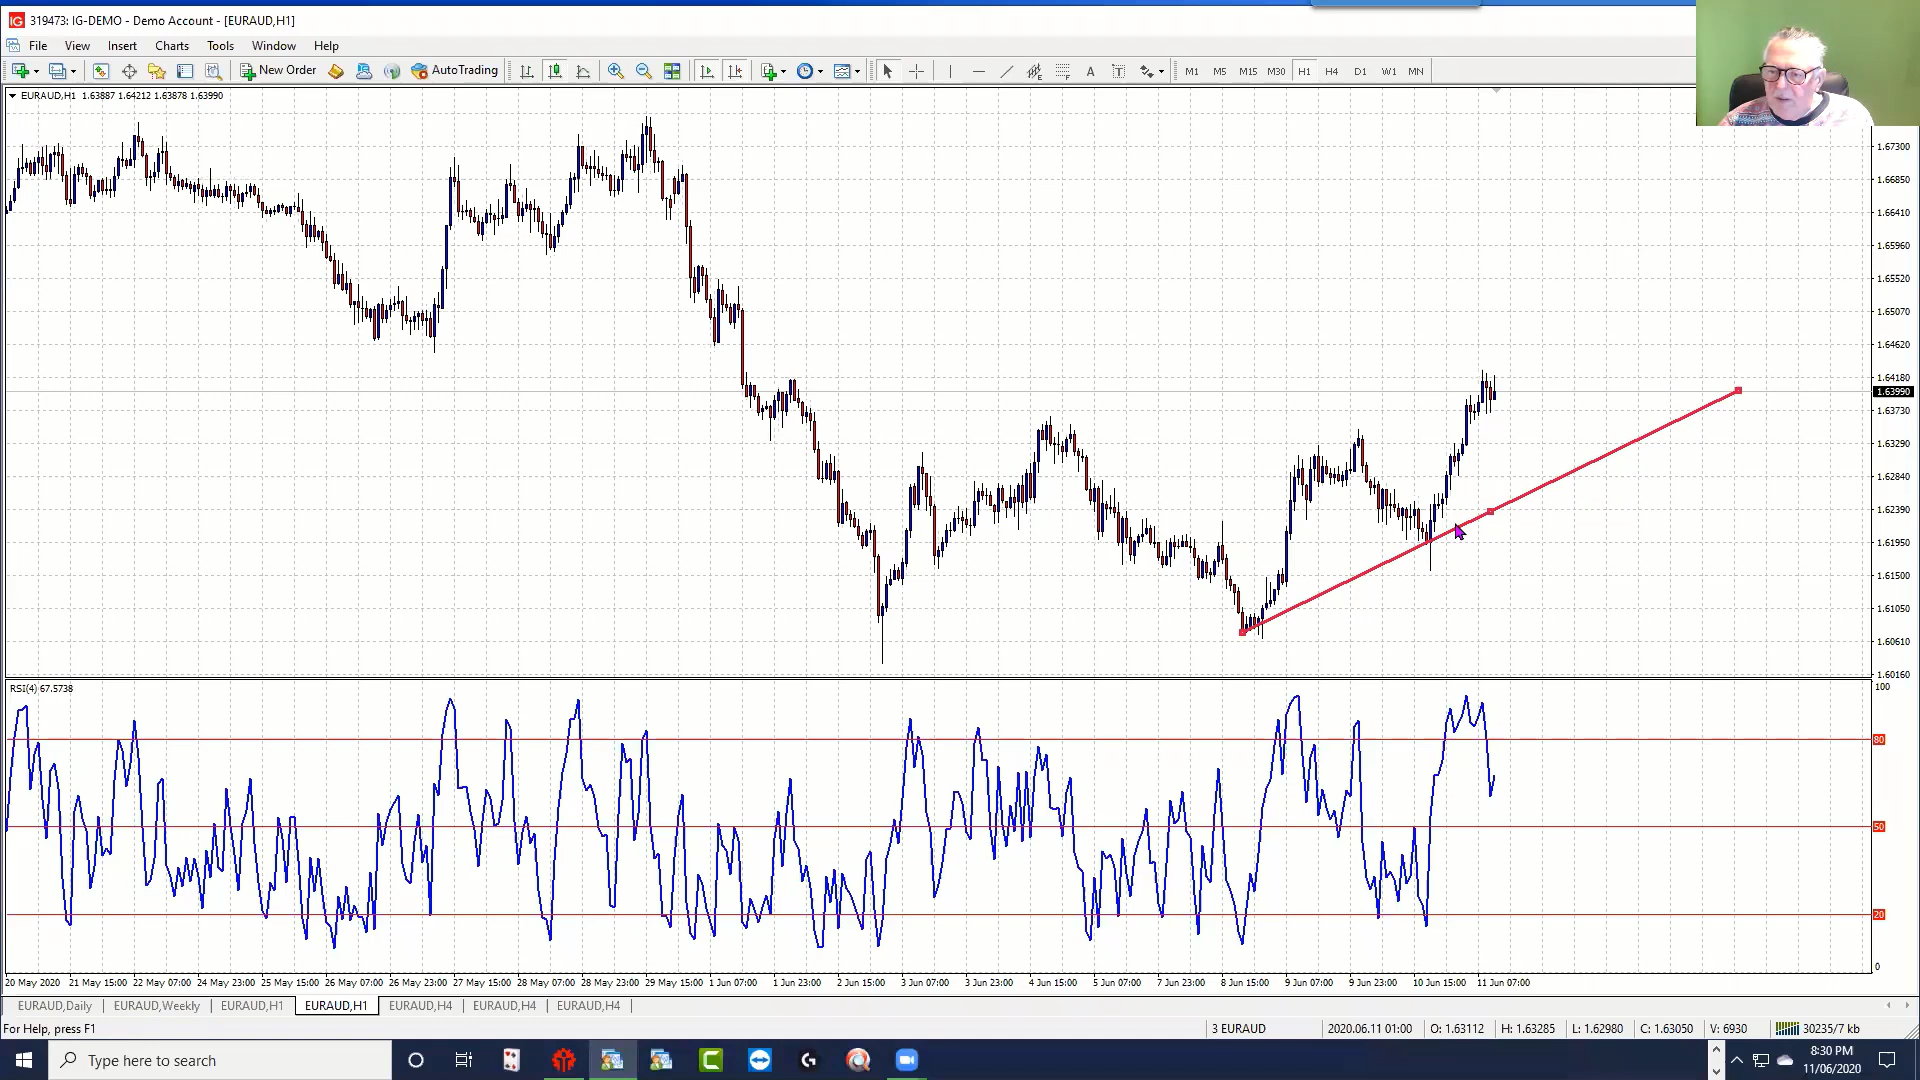 IG 319473: IG-DEMO - Demo Account - [EURAUD,H1]
File View Insert Charts Tools Window Help
New Order AutoTrading A T M1 M5 M15 M30 H1 H4 D1 W1 MN
EURAUD,H1 1.63887 1.64212 1.63878 1.63990
1.67300
1.66850
1.66410
1.65960
1.65520
1.65070
1.64620
1.64180
1.63990
1.63730
1.63290
1.62840
1.62390
1.61950
1.61500
1.61050
1.60610
1.60160
RSI(4) 67.5738
100
80
50
20
0
20 May 2020 21 May 15:00 22 May 07:00 24 May 23:00 25 May 15:00 26 May 07:00 26 May 23:00 27 May 15:00 28 May 07:00 28 May 23:00 29 May 15:00 1 Jun 07:00 1 Jun 23:00 2 Jun 15:00 3 Jun 07:00 3 Jun 23:00 4 Jun 15:00 5 Jun 07:00 7 Jun 23:00 8 Jun 15:00 9 Jun 07:00 9 Jun 23:00 10 Jun 15:00 11 Jun 07:00
EURAUD,Daily EURAUD,Weekly EURAUD,H1 EURAUD,H1 EURAUD,H4 EURAUD,H4 EURAUD,H4
For Help, press F1 3 EURAUD 2020.06.11 01:00 O: 1.63112 H: 1.63285 L: 1.62980 C: 1.63050 V: 6930 30235/7 kb
Type here to search 8:30 PM
11/06/2020